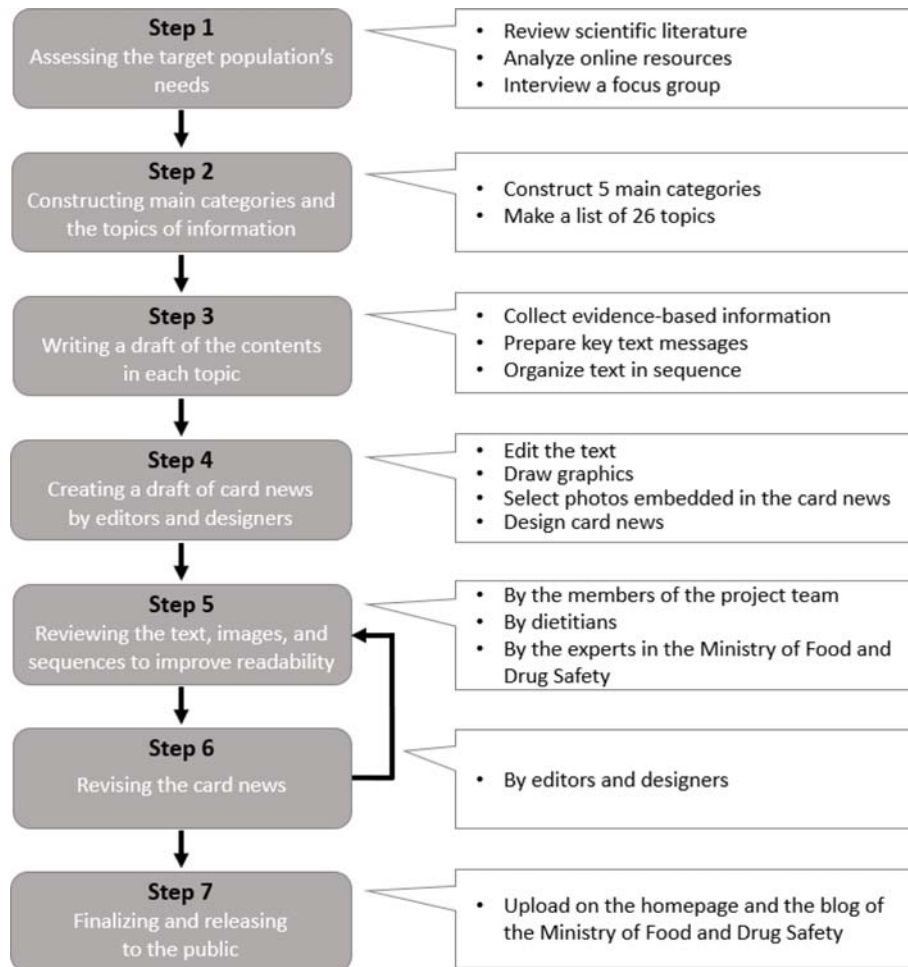 Step 1
Assessing the target population's
needs
• Review scientific literature
• Analyze online resources
• Interview a focus group
Step 2
Constructing main categories and
the topics of information
• Construct 5 main categories
• Make a list of 26 topics
Step 3
Writing a draft of the contents
in each topic
• Collect evidence-based information
• Prepare key text messages
• Organize text in sequence
Step 4
Creating a draft of card news
by editors and designers
• Edit the text
• Draw graphics
• Select photos embedded in the card news
• Design card news
Step 5
Reviewing the text, images, and
sequences to improve readability
• By the members of the project team
• By dietitians
• By the experts in the Ministry of Food and
Drug Safety
Step 6
Revising the card news
• By editors and designers
Step 7
Finalizing and releasing
to the public
• Upload on the homepage and the blog of
the Ministry of Food and Drug Safety